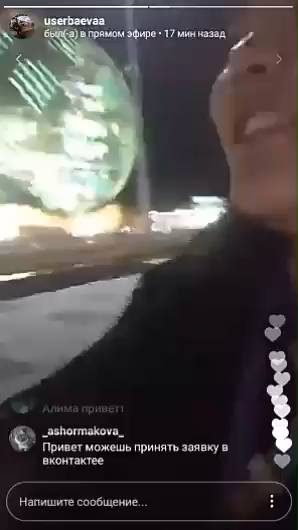 userbaevaa
был(-а) в прямом эфире • 17 мин назад
Алима приветт
_ashormakova_
Привет можешь принять заявку в
вконтактее
Напишите сообщение...